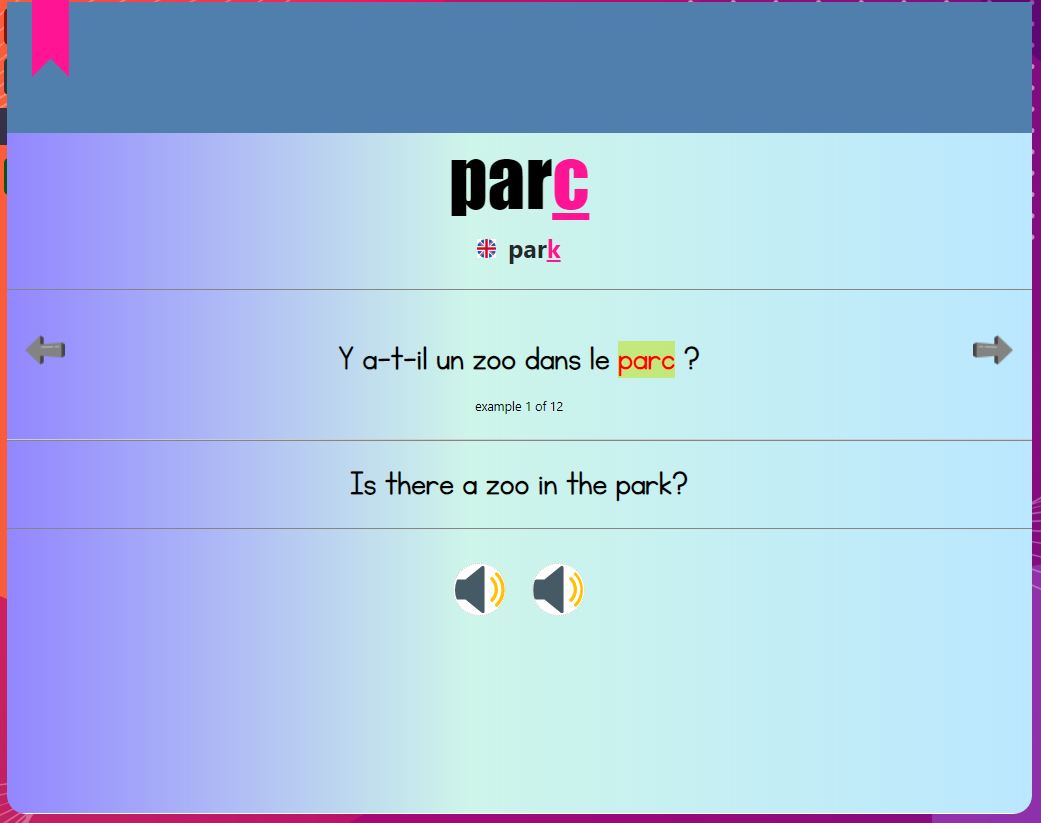 parc
park
Y a-t-il un zoo dans le parc ?
example 1 of 12
Is there a zoo in the park?